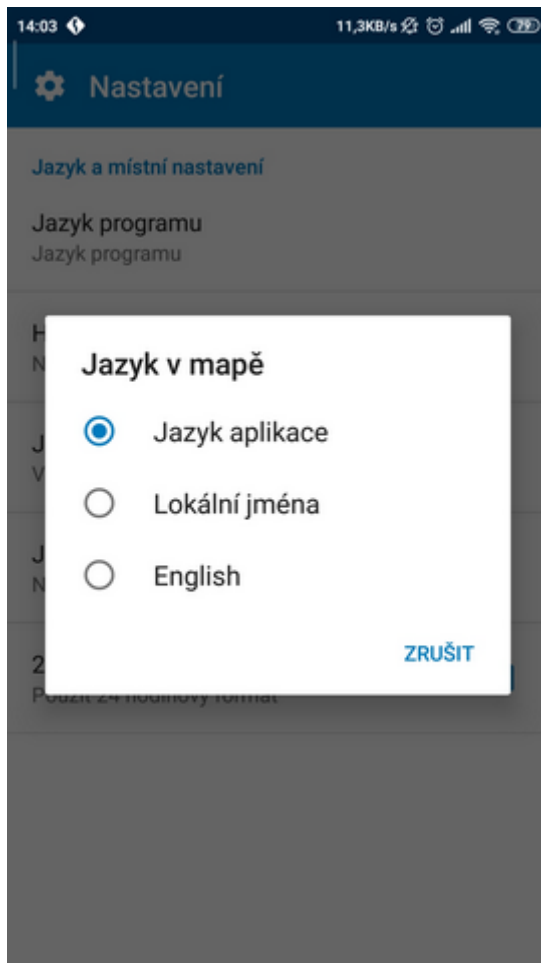 14:03
11,3KB/s
79
Nastavení
Jazyk a místní nastavení
Jazyk programu
Jazyk programu
Jazyk v mapě
Jazyk aplikace
Lokální jména
English
ZRUŠIT
Použít 24 hodinový formát